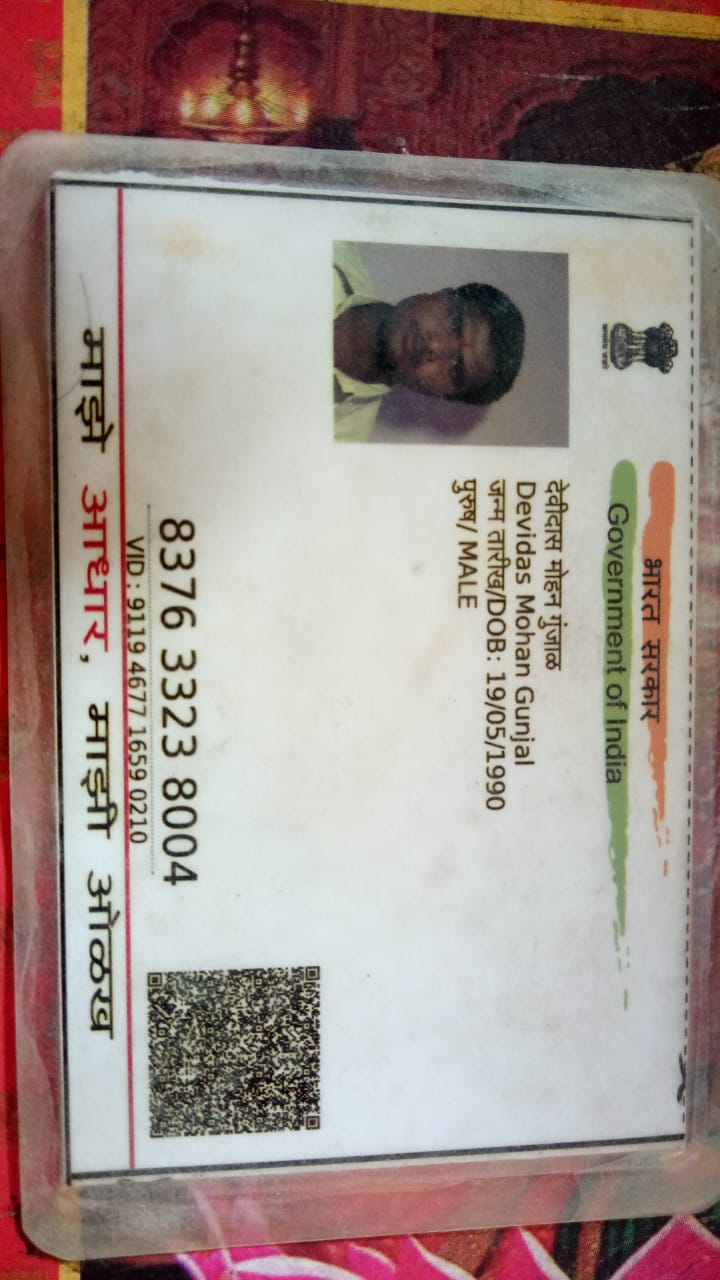 भारत सरकार
Government of India
देवीदास मोहन गुंजाळ
Devidas Mohan Gunjal
जन्म तारीख/DOB: 19/05/1990
पुरुष/ MALE
8376 3323 8004
VID : 9119 4677 1659 0210
माझे आधार, माझी ओळख